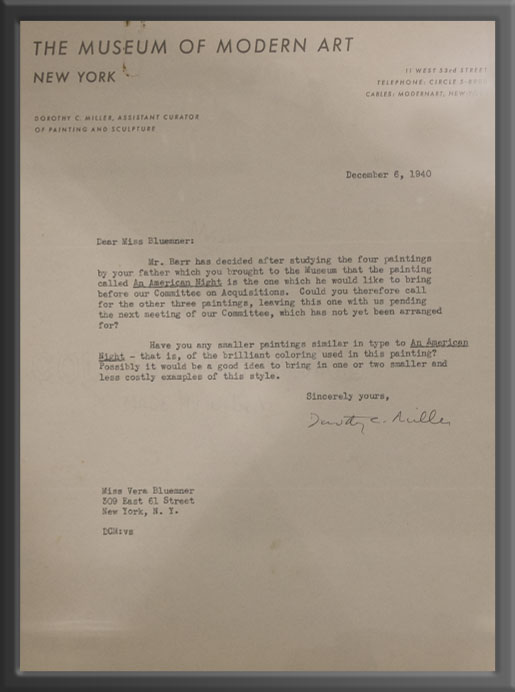 THE MUSEUM OF MODERN ART
NEW YORK
11 WEST 53rd STREET
TELEPHONE: CIRCLE
CABLES: MODERNART,
DOROTHY C. MILLER, ASSISTANT CURATOR
OF PAINTING AND SCULPTURE
December 6, 1940
Dear Miss Bluemner:
Mr. Barr has decided after studying the four paintings
by your father which you brought to the Museum that the painting
called An American Night is the one which he would like to bring
before our Committee on Acquisitions. Could you therefore call
for the other three paintings, leaving this one with us pending
the next meeting of our Committee, which has not yet been arranged
for?
Have you any smaller paintings similar in type to An American
Night - that is, of the brilliant coloring used in this painting?
Possibly it would be a good idea to bring in one or two smaller and
less costly examples of this style.
Sincerely yours,
Dorothy C. Miller
Miss Vera Bluemner
309 East 61 Street
New York, N. Y.
DCM:vs